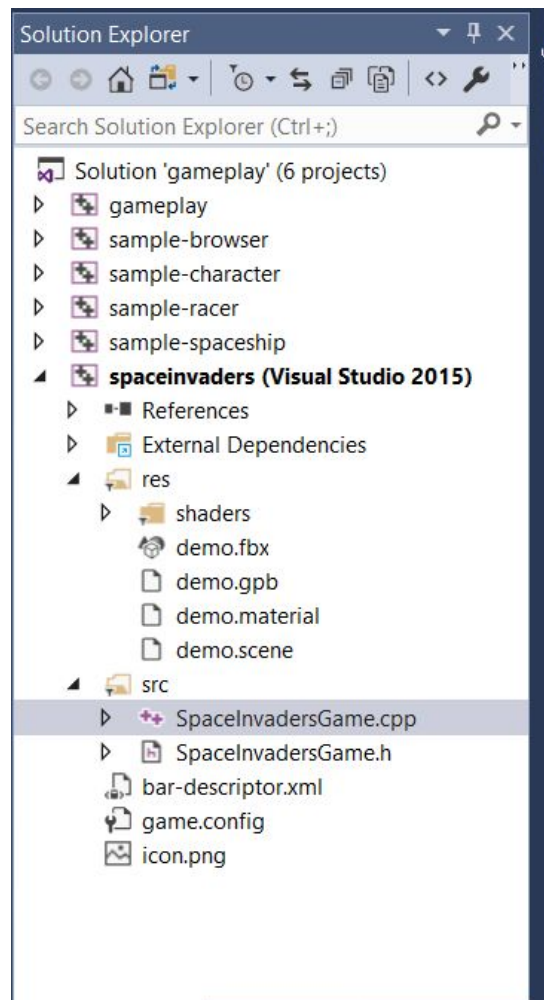 Solution Explorer
Search Solution Explorer (Ctrl+;)
Solution 'gameplay' (6 projects)
gameplay
sample-browser
sample-character
sample-racer
sample-spaceship
spaceinvaders (Visual Studio 2015)
References
External Dependencies
res
shaders
demo.fbx
demo.gpb
demo.material
demo.scene
src
SpaceInvadersGame.cpp
SpaceInvadersGame.h
bar-descriptor.xml
game.config
icon.png